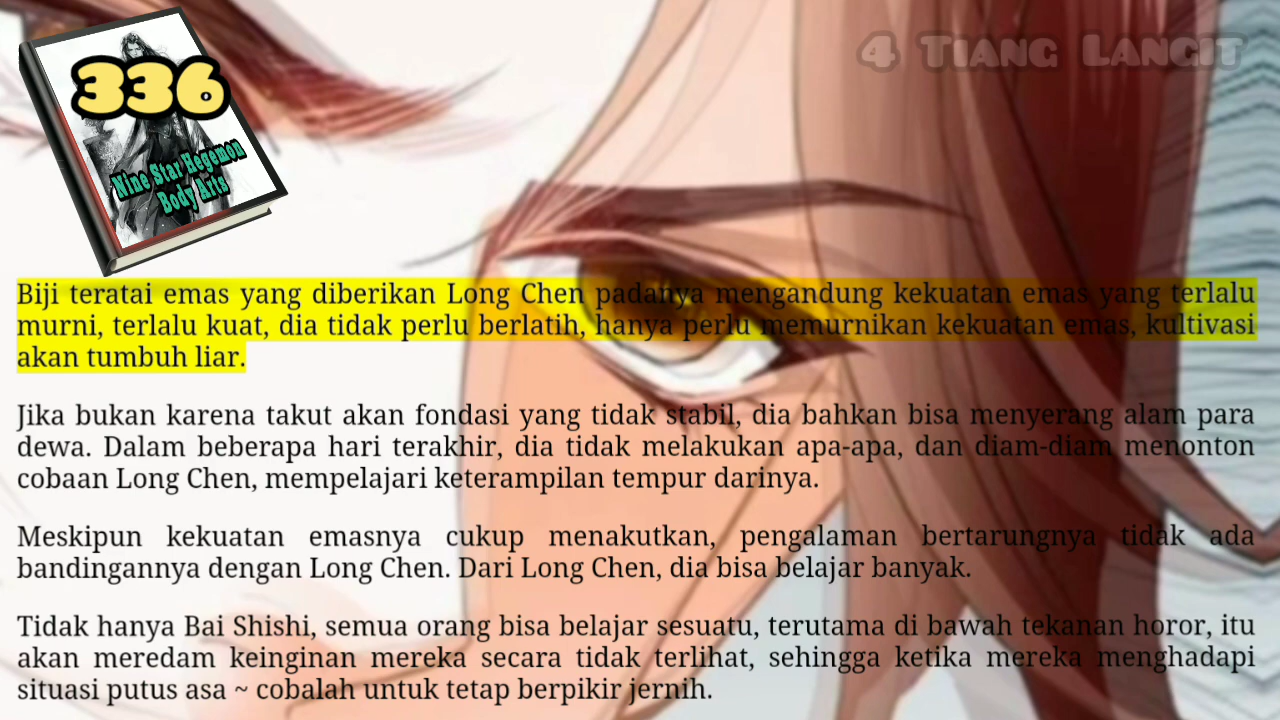 336
Nine Star Hegemon
Body Arts
4 Tiang Langit
Biji teratai emas yang diberikan Long Chen padanya mengandung kekuatan emas yang terlalu
murni, terlalu kuat, dia tidak perlu berlatih, hanya perlu memurnikan kekuatan emas, kultivasi
akan tumbuh liar.
Jika bukan karena takut akan fondasi yang tidak stabil, dia bahkan bisa menyerang alam para
dewa. Dalam beberapa hari terakhir, dia tidak melakukan apa-apa, dan diam-diam menonton
cobaan Long Chen, mempelajari keterampilan tempur darinya.
Meskipun kekuatan emasnya cukup menakutkan, pengalaman bertarungnya tidak ada
bandingannya dengan Long Chen. Dari Long Chen, dia bisa belajar banyak.
Tidak hanya Bai Shishi, semua orang bisa belajar sesuatu, terutama di bawah tekanan horor, itu
akan meredam keinginan mereka secara tidak terlihat, sehingga ketika mereka menghadapi
situasi putus asa ~ cobalah untuk tetap berpikir jernih.